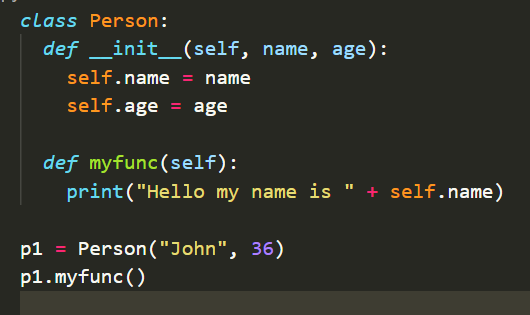 class Person:
  def __init__(self, name, age):
    self.name = name
    self.age = age

  def myfunc(self):
    print("Hello my name is " + self.name)

p1 = Person("John", 36)
p1.myfunc()